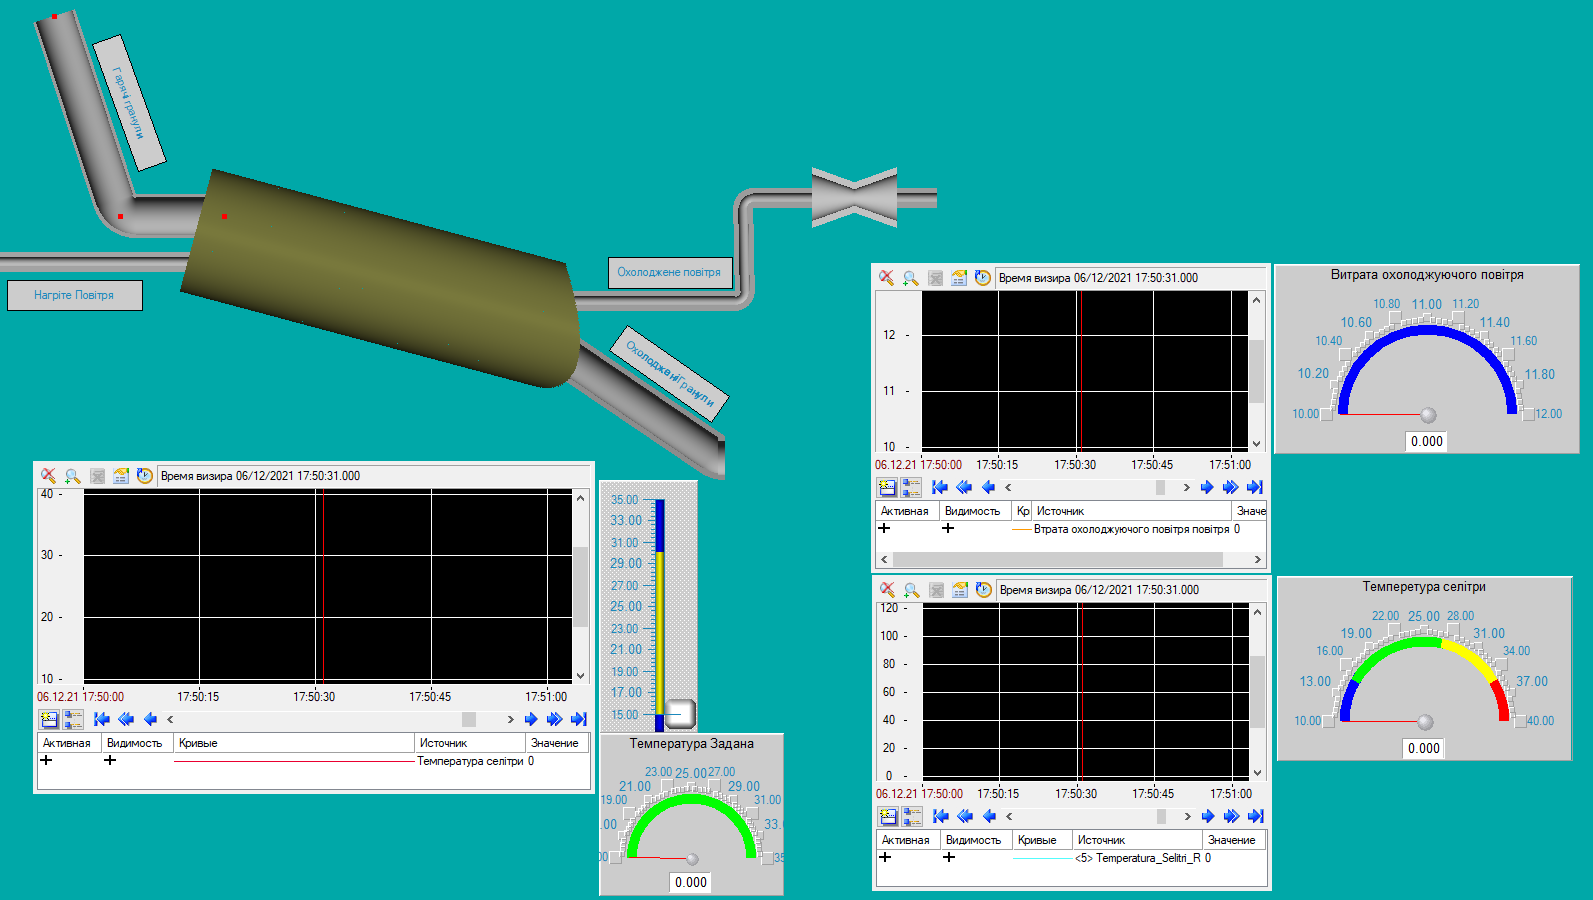 Гарячі гранули
Нагріте Повітря
Охолоджене повітря
Охолоджені Гранули
Время визира 06/12/2021 17:50:31.000
40
30
20
10
06.12.21 17:50:00 17:50:15 17:50:30 17:50:45 17:51:00
Активная Видимость Кривые Источник Значение
Температура селітри 0
35.00
33.00
31.00
29.00
27.00
25.00
23.00
21.00
19.00
17.00
15.00
Температура Задана
23.00 25.00 27.00
21.00 29.00
19.00 31.00
.00 33.0
00 35
0.000
Время визира 06/12/2021 17:50:31.000
12
11
10
06.12.21 17:50:00 17:50:15 17:50:30 17:50:45 17:51:00
Активная Видимость Кр Источник Значе
Втрата охолоджуючого повітря повітря 0
Витрата охолоджуючого повітря
10.80 11.00 11.20
10.60 11.40
10.40 11.60
10.20 11.80
10.00 12.00
0.000
Время визира 06/12/2021 17:50:31.000
120
100
80
60
40
20
0
06.12.21 17:50:00 17:50:15 17:50:30 17:50:45 17:51:00
Активная Видимость Кривые Источник Значение
<5> Temperatura_Selitri_R 0
Темперетура селітри
22.00 25.00 28.00
19.00 31.00
16.00 34.00
13.00 37.00
10.00 40.00
0.000